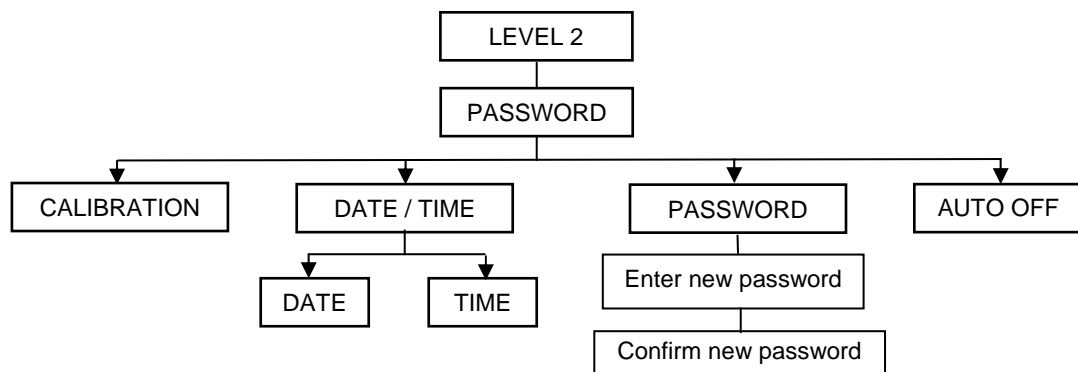 LEVEL 2
PASSWORD
CALIBRATION
DATE / TIME
PASSWORD
AUTO OFF
DATE
TIME
Enter new password
Confirm new password